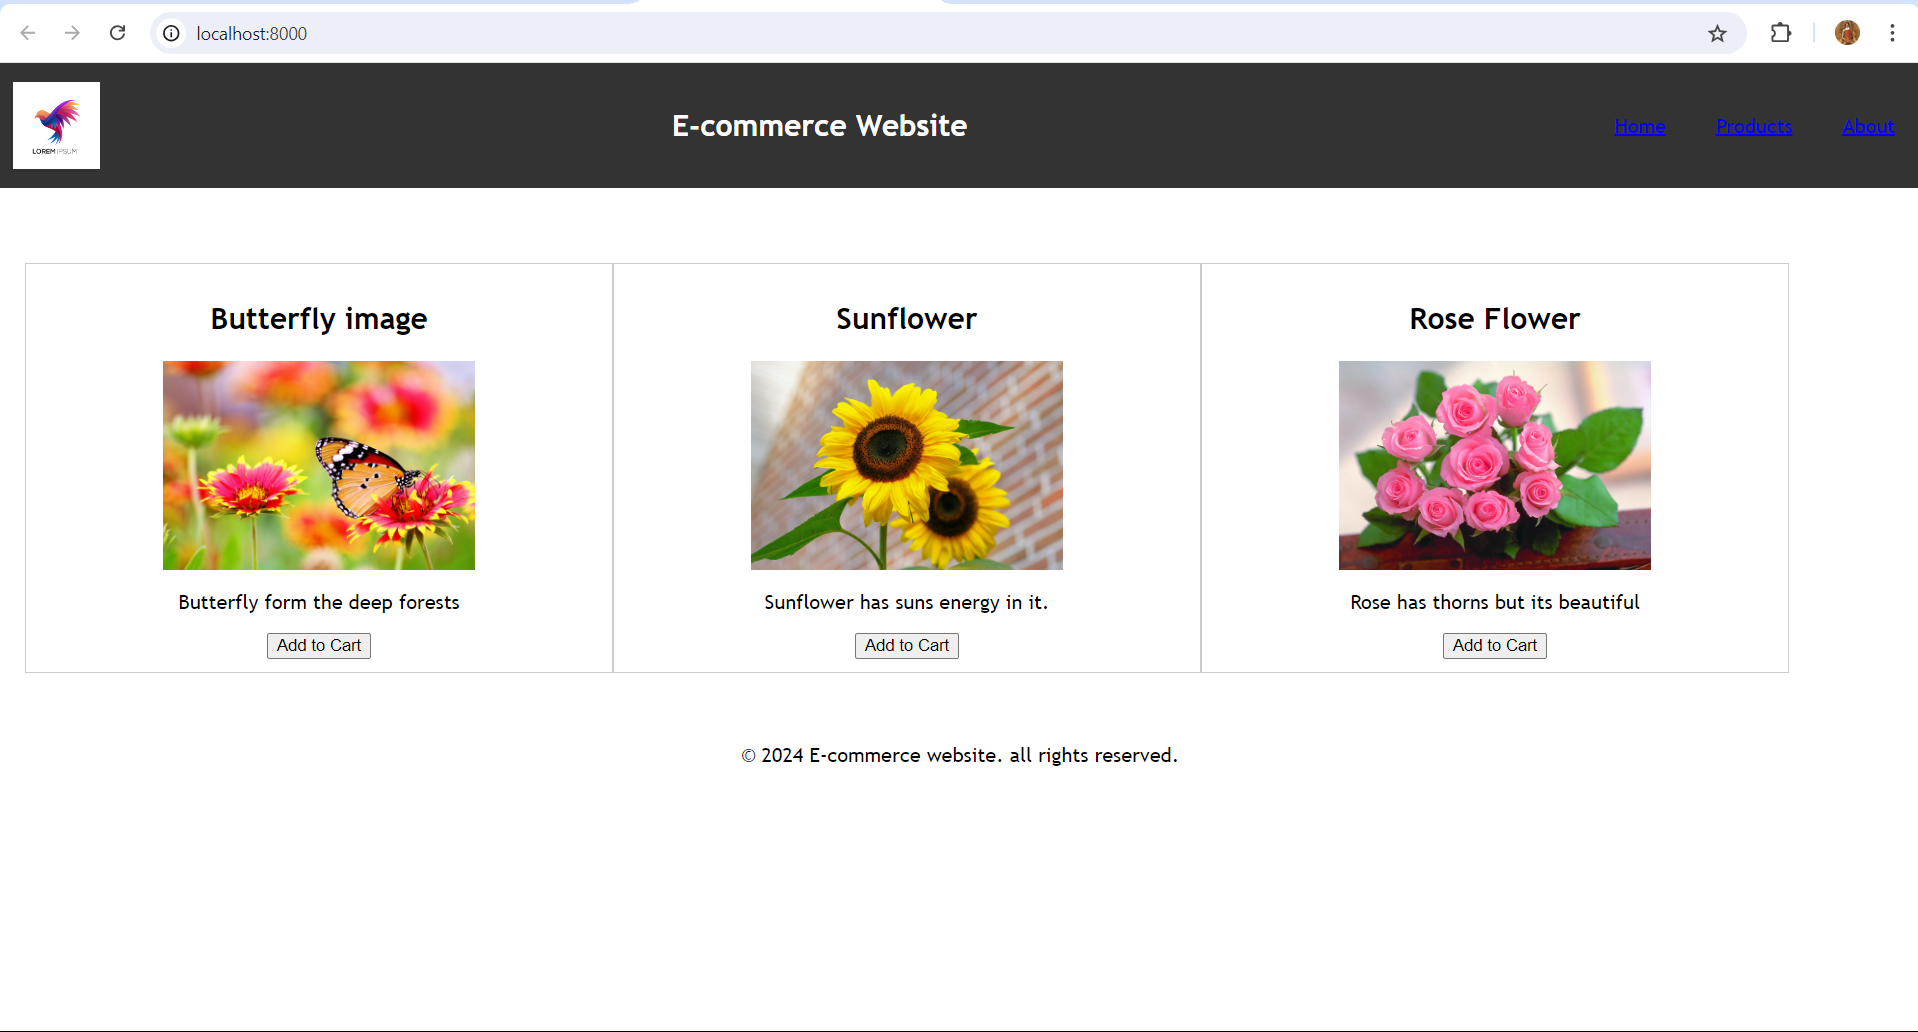 localhost:8000
LOREM IPSUM
E-commerce Website
Home Products About
Butterfly image
Sunflower
Rose Flower
Butterfly form the deep forests
Sunflower has suns energy in it.
Rose has thorns but its beautiful
Add to Cart
Add to Cart
Add to Cart
© 2024 E-commerce website. all rights reserved.